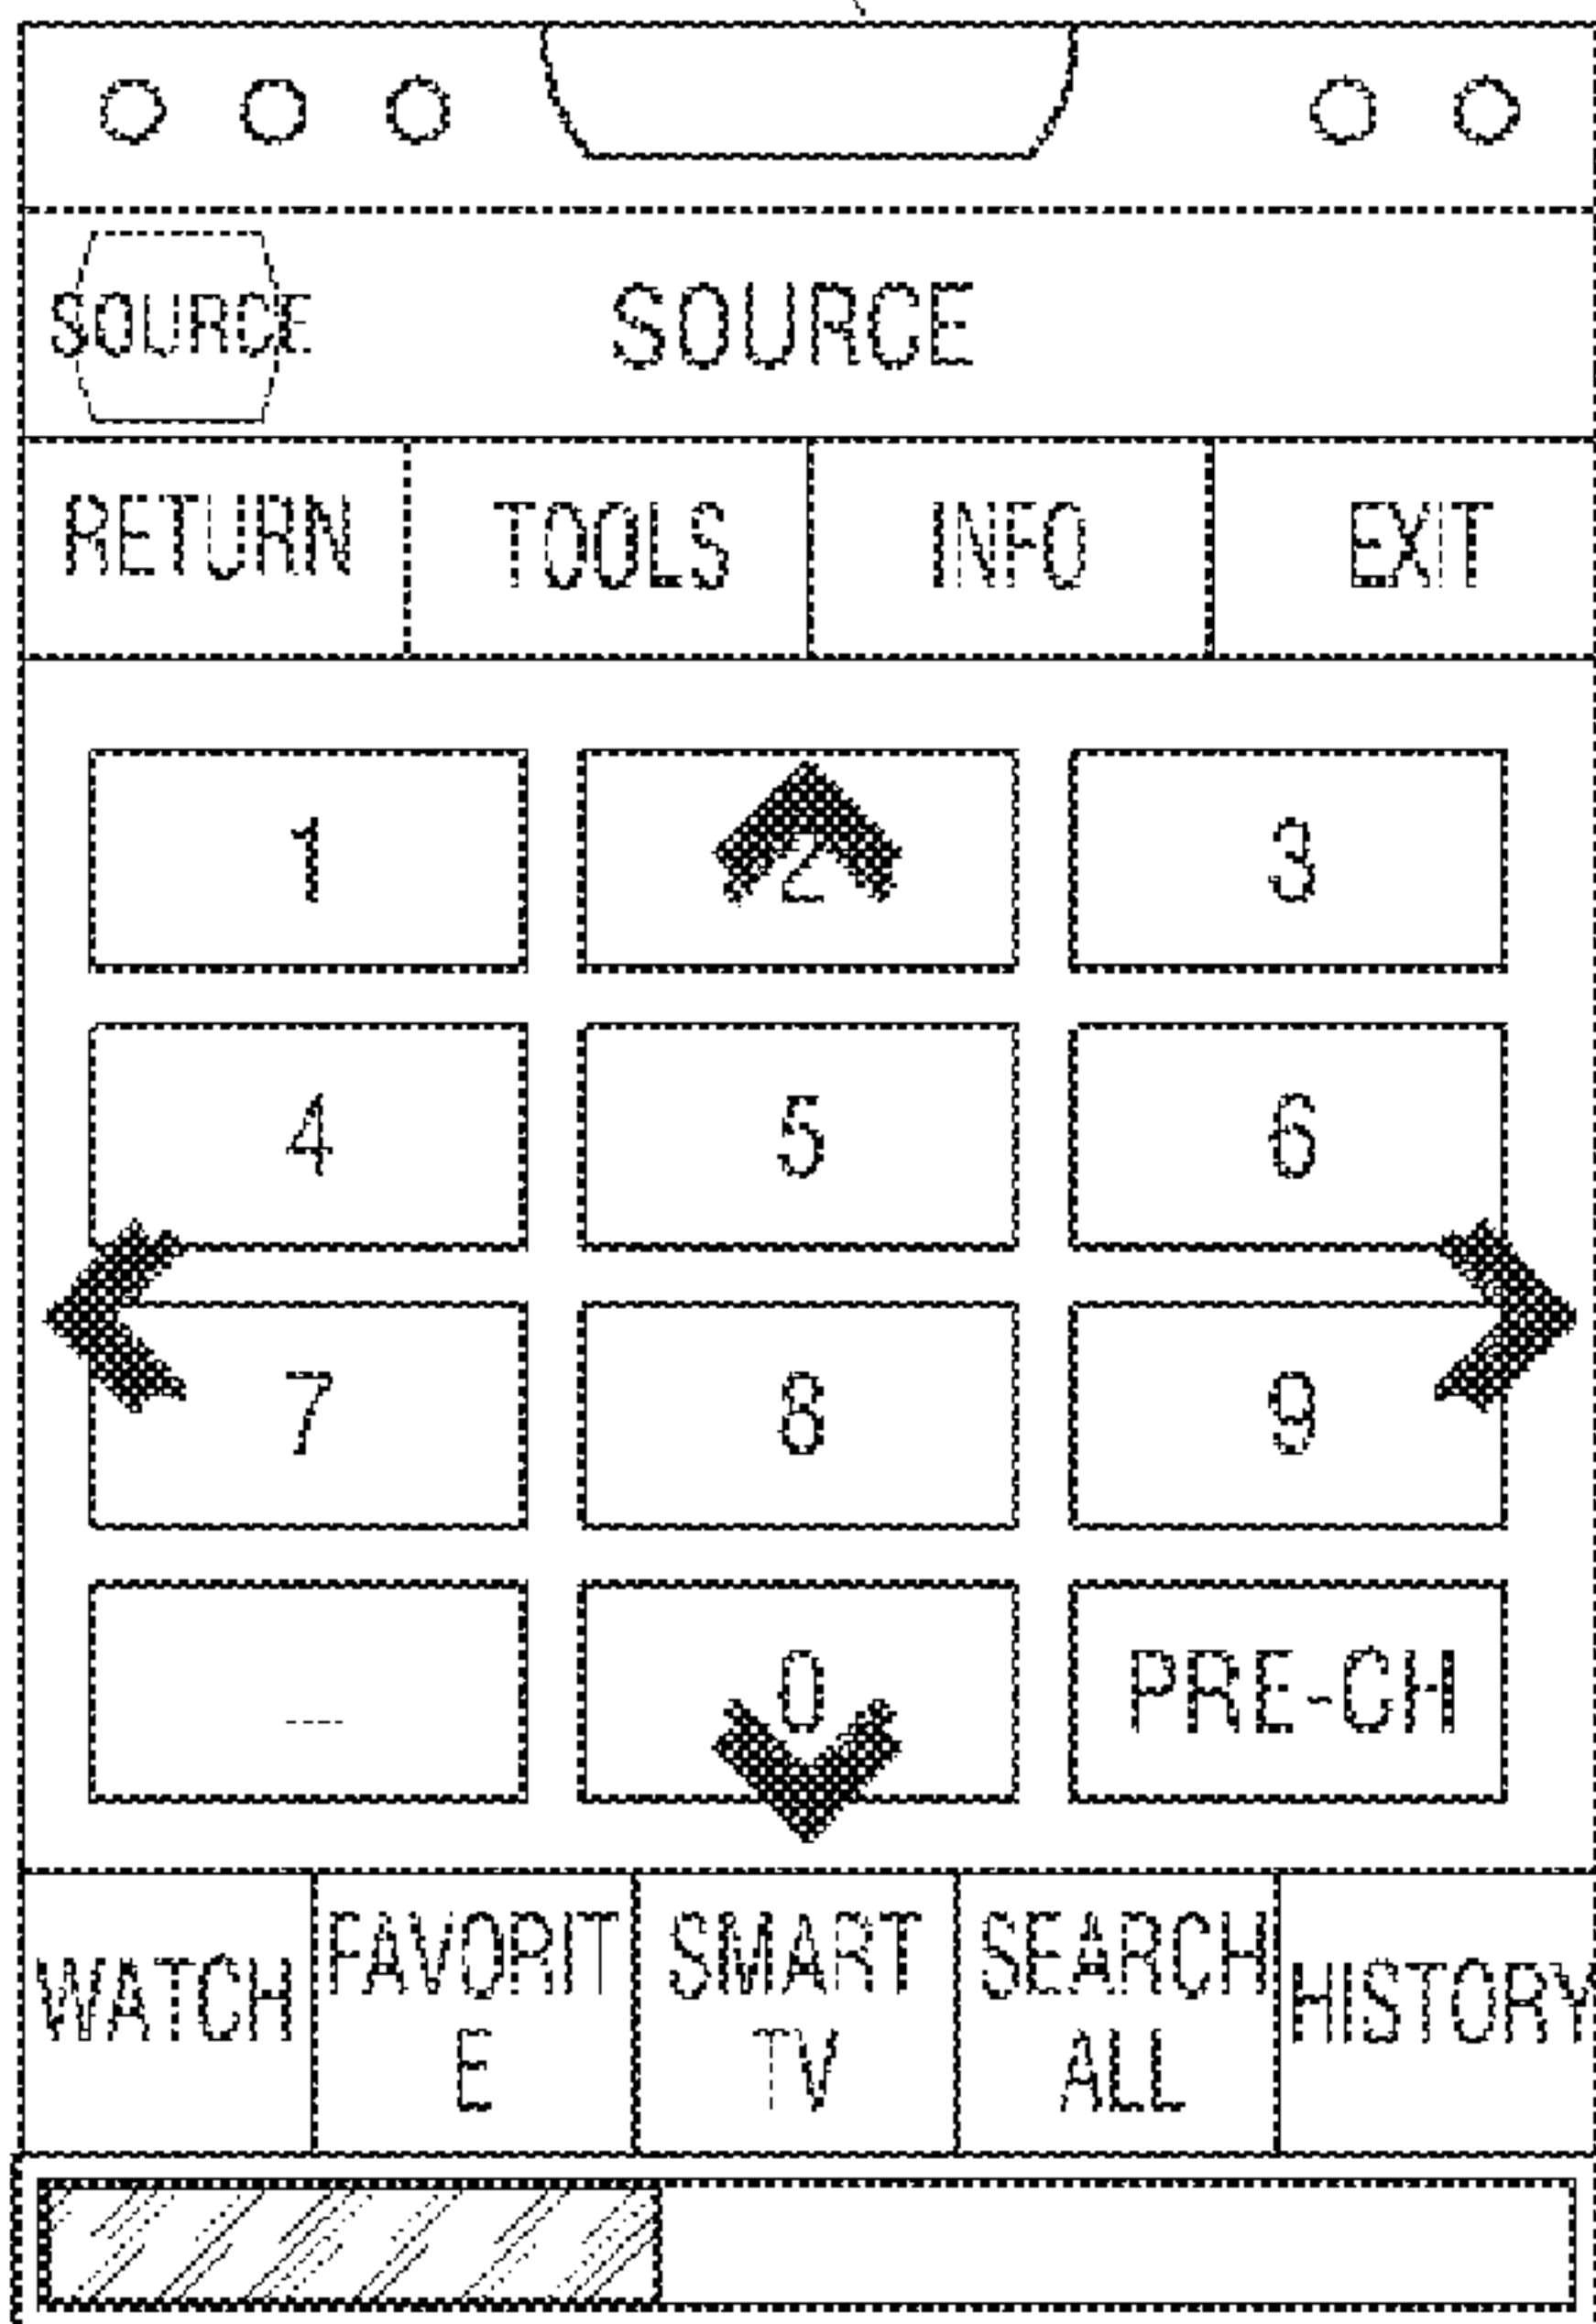 SOURCE SOURCE
RETURN TOOLS INFO EXIT
1 2 3
4 5 6
7 8 9
_ 0 PRE-CH
WATCH FAVORIT SMART SEARCH HISTORY
E TV ALL